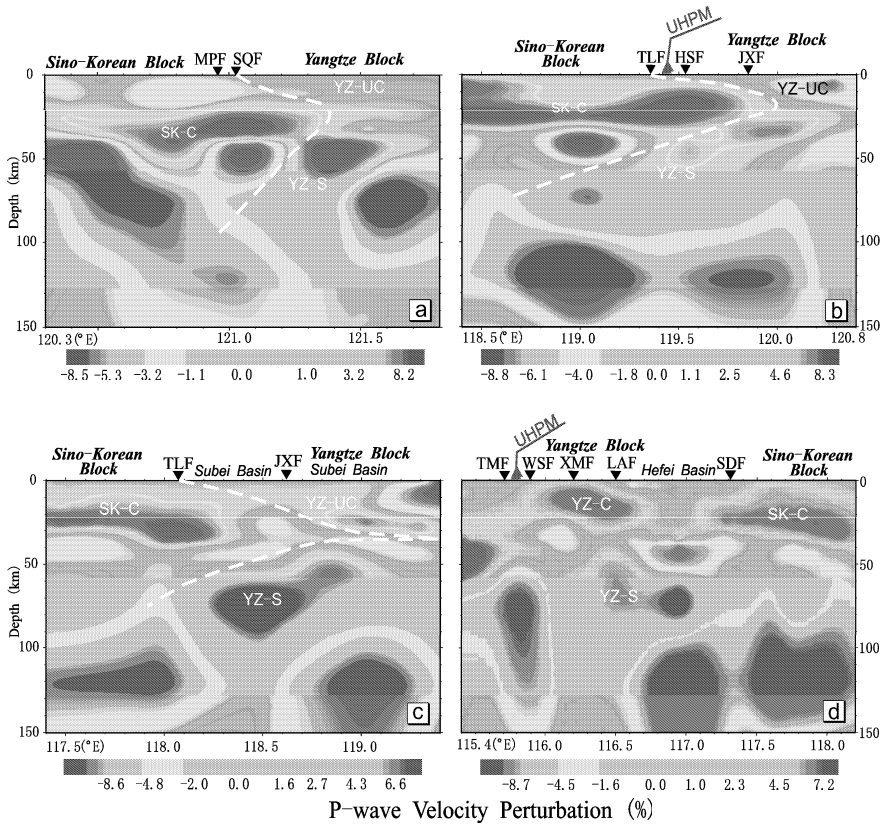 UHPM
Sino-Korean Block
MPF SQF
Yangtze Block
Sino-Korean
Block
TLF HSF
Yangtze Block
JXF
0
50
100
150
Depth (km)
YZ-UC
SK-C
YZ-S
a
120.3(°E) 121.0 121.5
-8.5 -5.3 -3.2 -1.1 0.0 1.0 3.2 8.2
0
50
100
150
YZ-UC
SK-C
YZ-S
b
0
50
100
150
118.5(°E) 119.0 119.5 120.0 120.8
-8.8 -6.1 -4.0 -1.8 0.0 1.1 2.5 4.6 8.3
Sino-Korean
Block
TLF
Subei Basin
JXF
Yangtze Block
Subei Basin
0
50
100
150
Depth (km)
YZ-UC
SK-C
YZ-S
c
117.5(°E) 118.0 118.5 119.0
-8.6 -4.8 -2.0 0.0 1.6 2.7 4.3 6.6
UHPM
Yangtze Block
TMF WSF XMF LAF
Hefei Basin
SDF
Sino-Korean
Block
YZ-C
SK-C
YZ-S
d
0
50
100
150
115.4(°E) 116.0 116.5 117.0 117.5 118.0
-8.7 -4.5 -1.6 0.0 1.0 2.3 4.5 7.2
P-wave Velocity Perturbation (%)